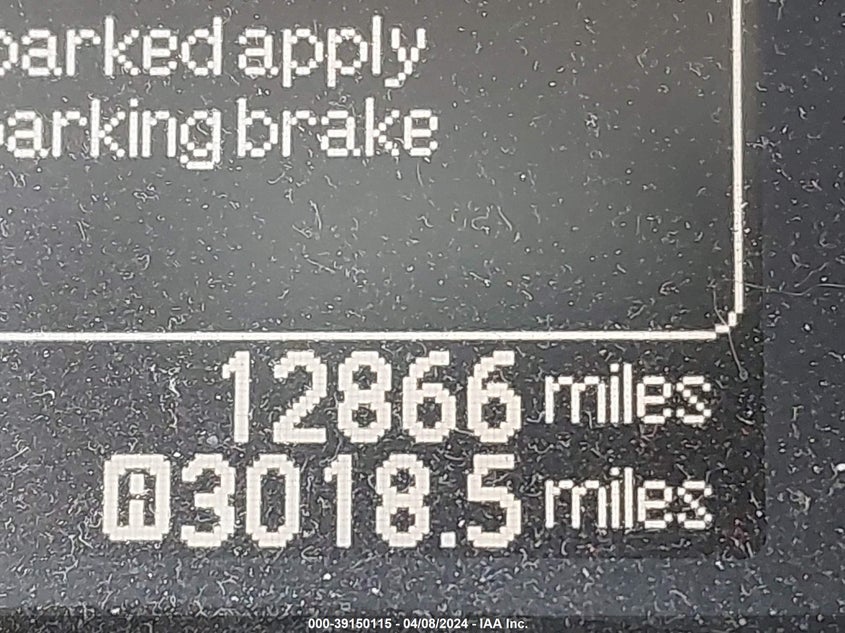 parked apply
parking brake
12866 miles
A 3018.5 miles
000-39150115 - 04/08/2024 - IAA Inc.